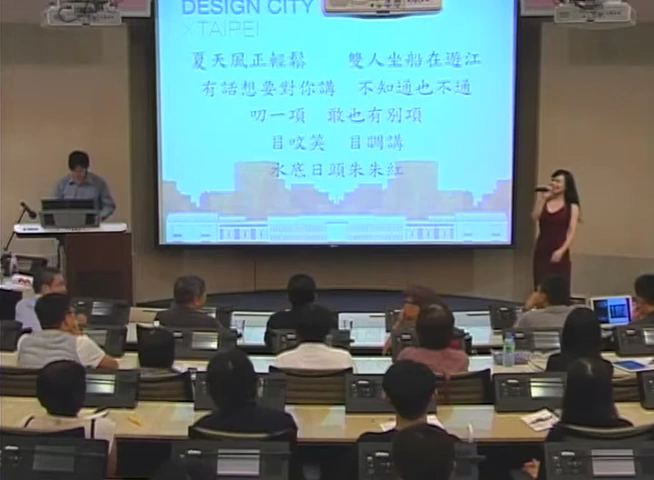 DESIGN CITY
× TAIPEI
夏天風正輕鬆 雙人坐船在遊江
有話想要對你講 不知通也不通
叨一項 敢也有別項
目咬笑 目睭講
水底日頭朱朱紅